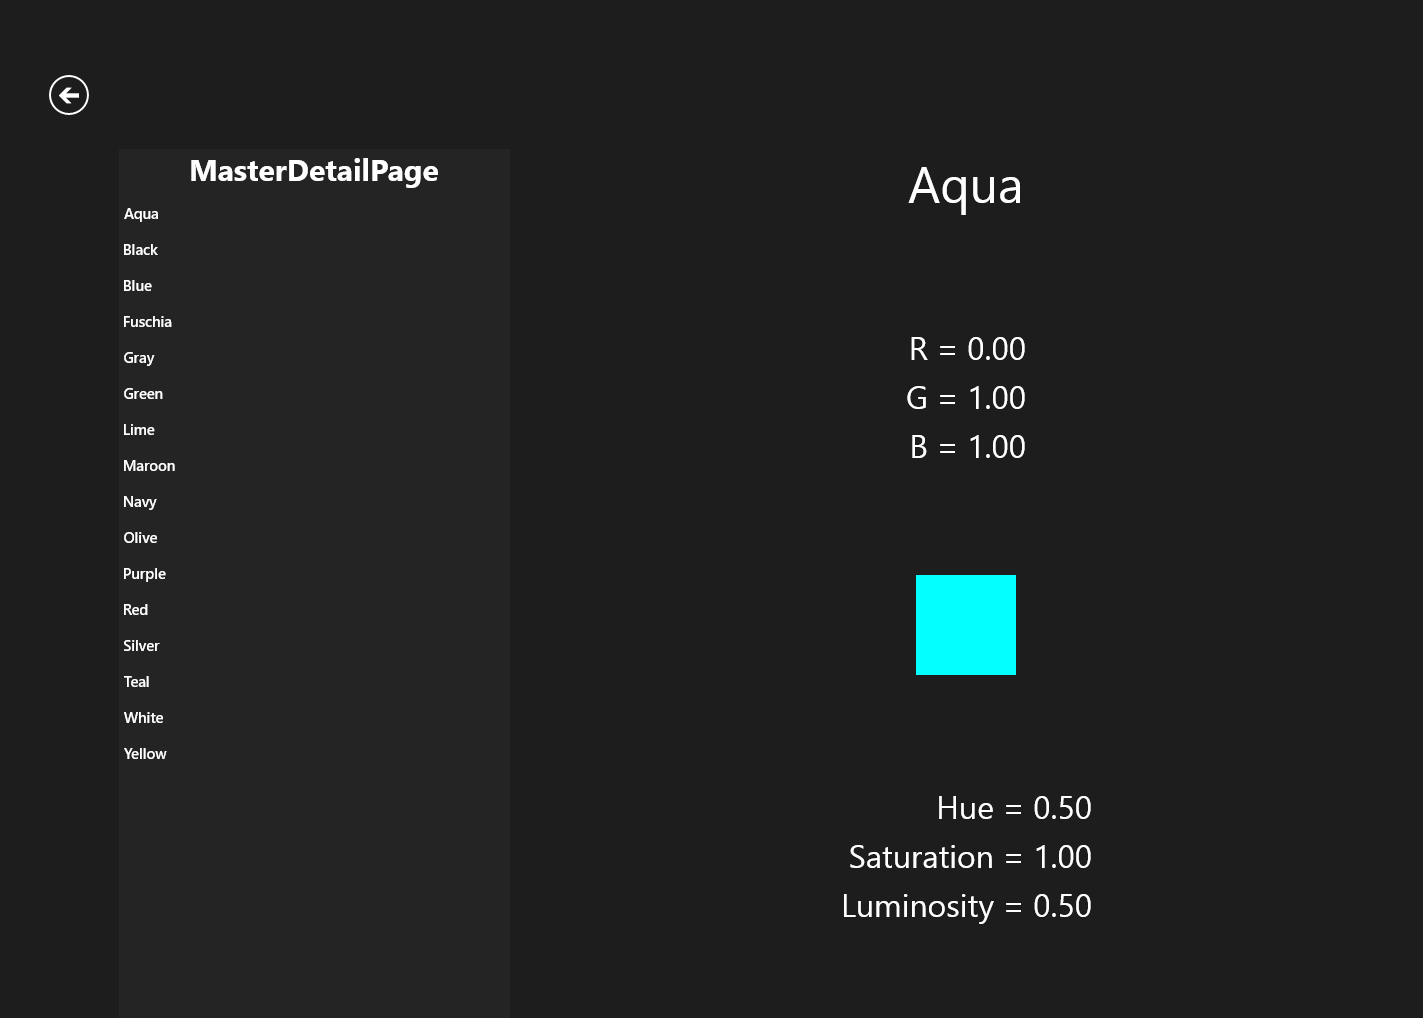 MasterDetailPage
Aqua
Black
Blue
Fuschia
Gray
Green
Lime
Maroon
Navy
Olive
Purple
Red
Silver
Teal
White
Yellow
Aqua
R = 0.00
G = 1.00
B = 1.00
Hue = 0.50
Saturation = 1.00
Luminosity = 0.50